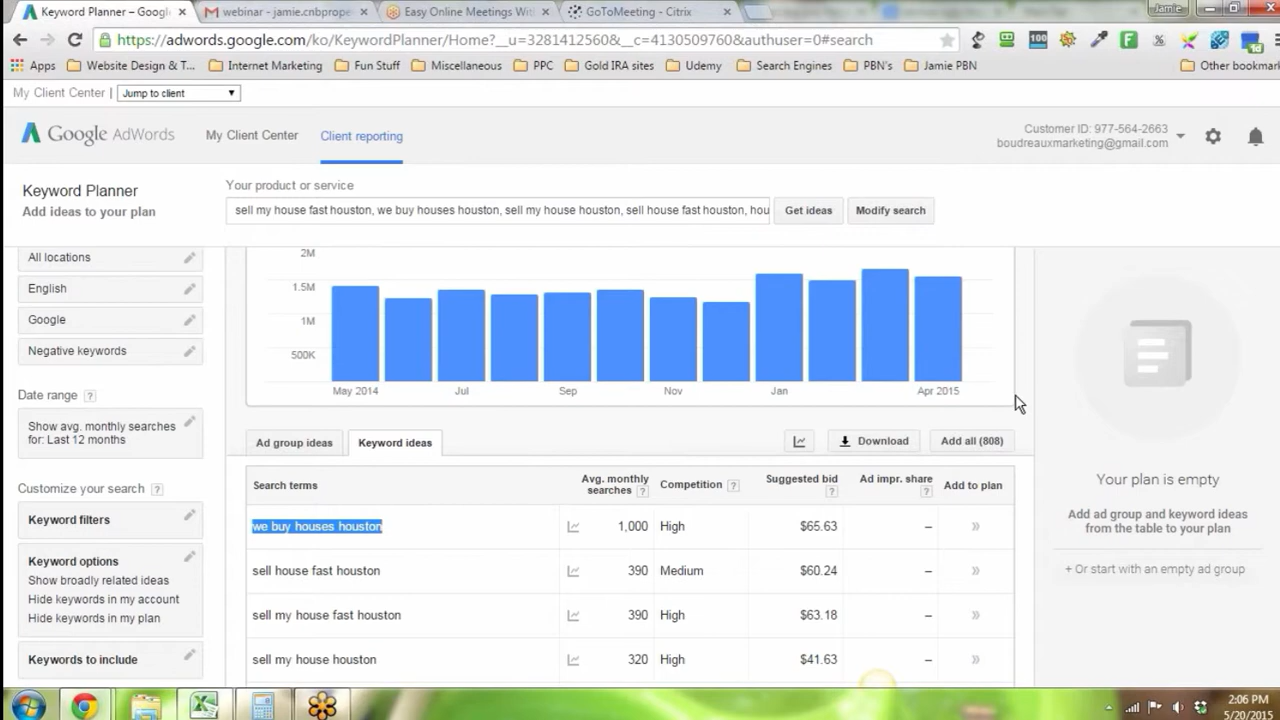 Keyword Planner – Google
webinar - jamie.cnbprope
Easy Online Meetings Wit
GoToMeeting - Citrix
Jamie
https://adwords.google.com/ko/KeywordPlanner/Home?__u=3281412560&__c=4130509760&authuser=0#search
100
1d
Apps
Website Design & T...
Internet Marketing
Fun Stuff
Miscellaneous
PPC
Gold IRA sites
Udemy
Search Engines
PBN's
Jamie PBN
Other bookmar
My Client Center | Jump to client
Google AdWords
My Client Center
Client reporting
Customer ID: 977-564-2663
boudreauxmarketing@gmail.com
Keyword Planner
Add ideas to your plan
Your product or service
sell my house fast houston, we buy houses houston, sell my house houston, sell house fast houston, hou
Get ideas
Modify search
All locations
English
Google
Negative keywords
Date range ?
Show avg. monthly searches
for: Last 12 months
Customize your search ?
Keyword filters
Keyword options
Show broadly related ideas
Hide keywords in my account
Hide keywords in my plan
Keywords to include
2M
1.5M
1M
500K
May 2014 Jul Sep Nov Jan Apr 2015
Ad group ideas
Keyword ideas
Download
Add all (808)
Search terms
Avg. monthly
searches ?
Competition ?
Suggested bid
?
Ad impr. share
?
Add to plan
we buy houses houston 1,000 High $65.63 – »
sell house fast houston 390 Medium $60.24 – »
sell my house fast houston 390 High $63.18 – »
sell my house houston 320 High $41.63 – »
Your plan is empty
Add ad group and keyword ideas
from the table to your plan
+ Or start with an empty ad group
2:06 PM
5/20/2015